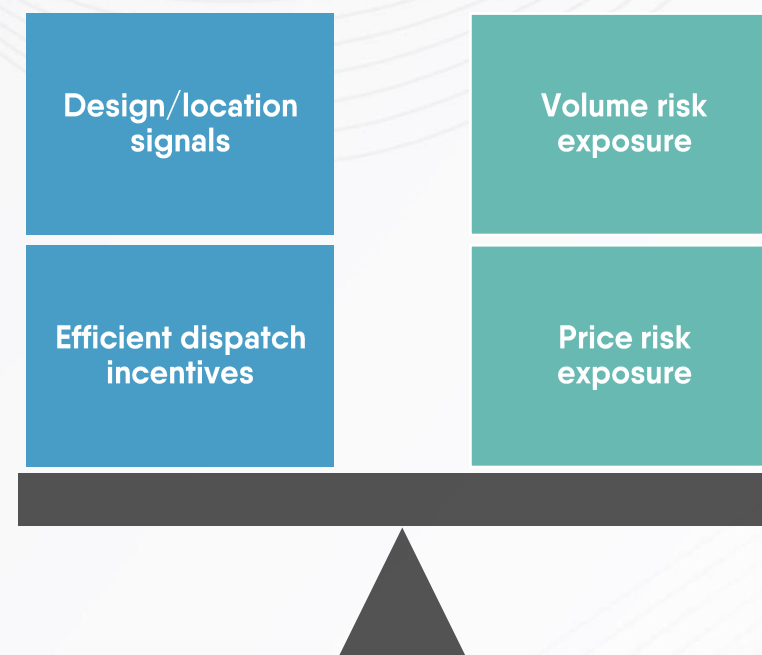 Design/location
signals
Volume risk
exposure
Efficient dispatch
incentives
Price risk
exposure